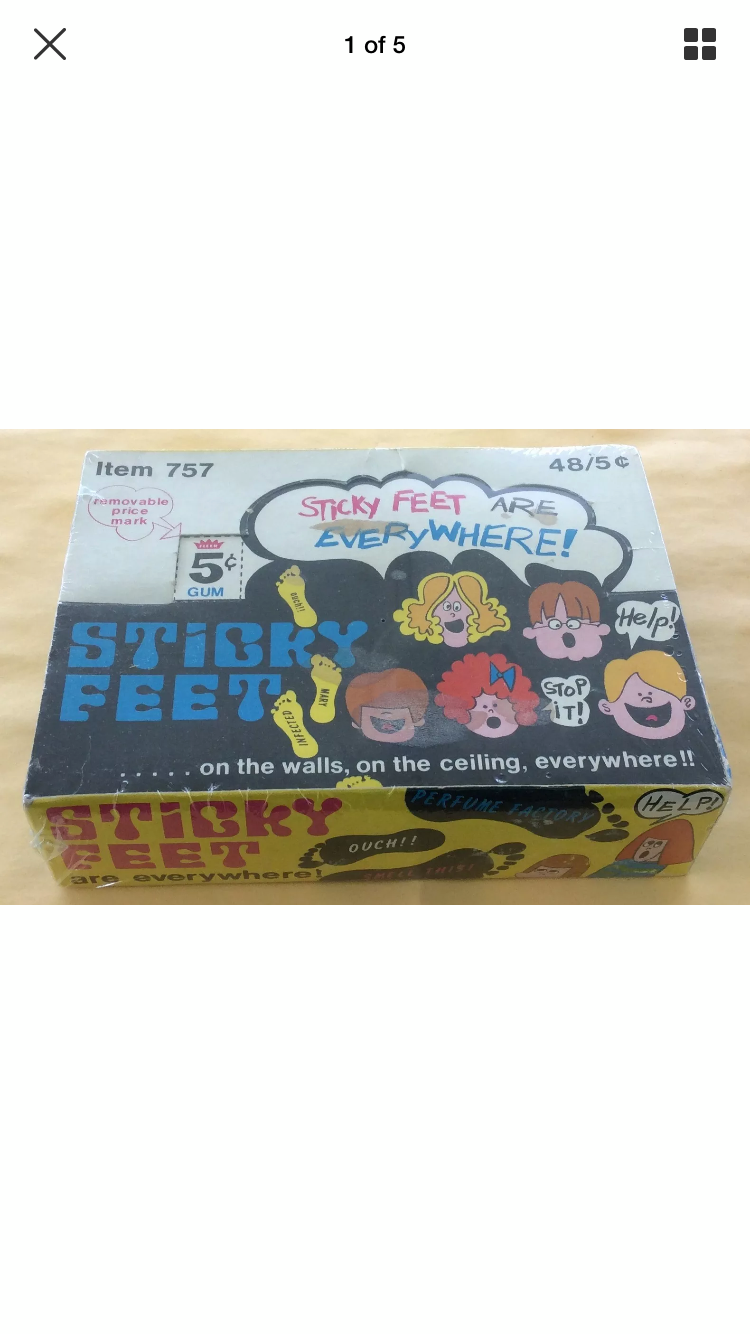 1 of 5
Item 757
48/5¢
removable
price
mark
STICKY FEET ARE
EVERYWHERE!
5¢
GUM
OUCH!!
Help!
STICKY
FEET
MARY
INFECTED
STOP
iT!
. . . . . on the walls, on the ceiling, everywhere!!
STICKY
FEET
are everywhere!
PERFUME FACTORY
OUCH!!
SMELL THIS!
HELP!